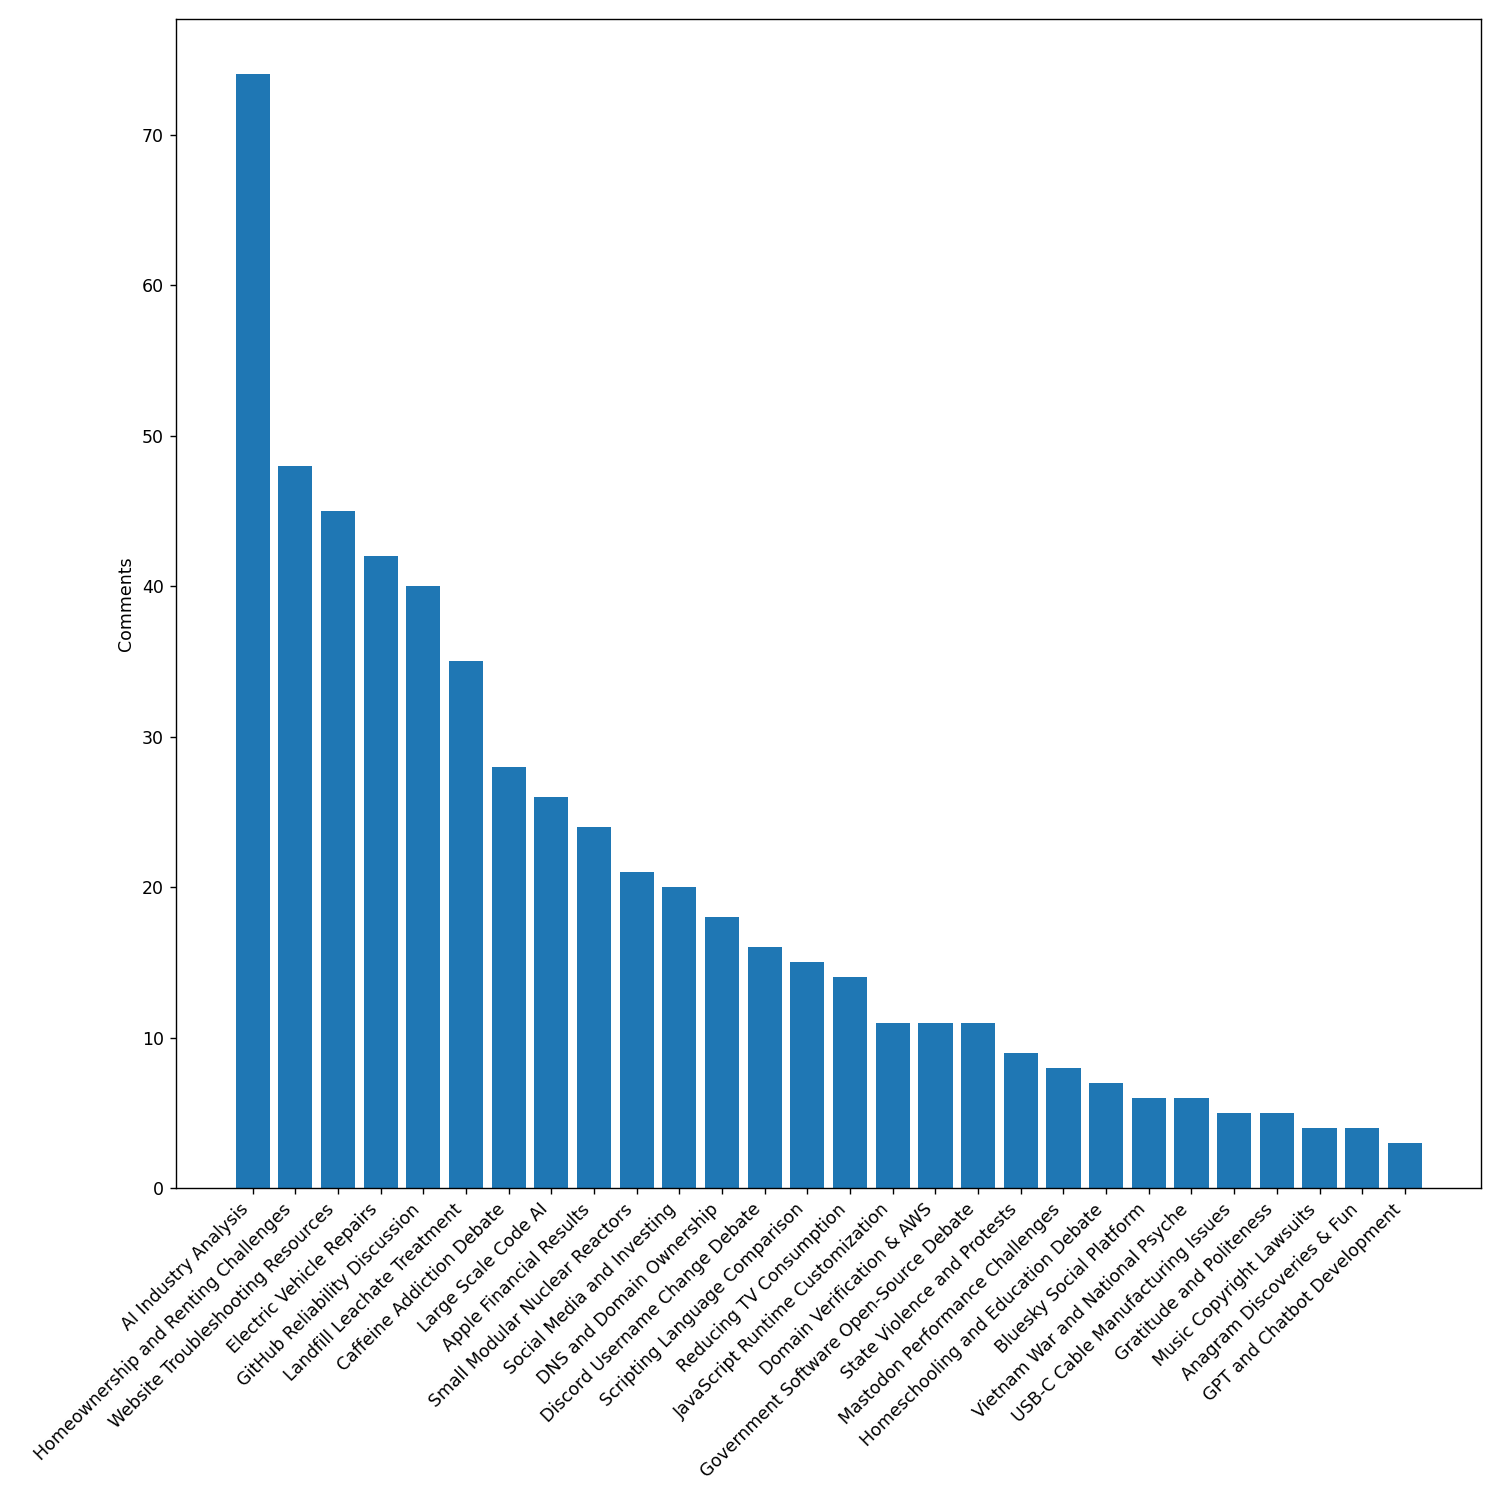 Comments
70
60
50
40
30
20
10
0
AI Industry Analysis
Homeownership and Renting Challenges
Website Troubleshooting Resources
Electric Vehicle Repairs
GitHub Reliability Discussion
Landfill Leachate Treatment
Caffeine Addiction Debate
Large Scale Code AI
Apple Financial Results
Small Modular Nuclear Reactors
Social Media and Investing
DNS and Domain Ownership
Discord Username Change Debate
Scripting Language Comparison
Reducing TV Consumption
JavaScript Runtime Customization
Domain Verification & AWS
Government Software Open-Source Debate
State Violence and Protests
Mastodon Performance Challenges
Homeschooling and Education Debate
Bluesky Social Platform
Vietnam War and National Psyche
USB-C Cable Manufacturing Issues
Gratitude and Politeness
Music Copyright Lawsuits
Anagram Discoveries & Fun
GPT and Chatbot Development